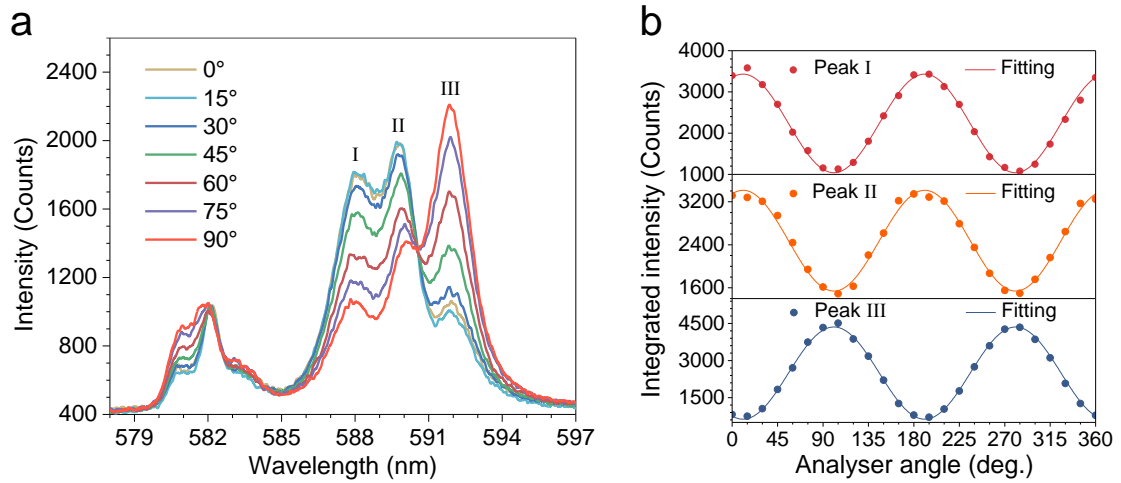 a
Intensity (Counts)
2400
2000
1600
1200
800
400
0°
15°
30°
45°
60°
75°
90°
I
II
III
579 582 585 588 591 594 597
Wavelength (nm)
b
Integrated intensity (Counts)
4000
3000
2000
1000
Peak I Fitting
3200
2400
1600
Peak II Fitting
4500
3000
1500
Peak III Fitting
0 45 90 135 180 225 270 315 360
Analyser angle (deg.)